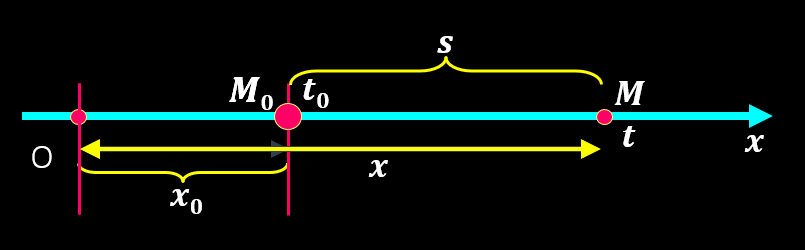 s
M₀ t₀ M
O x t x
x₀